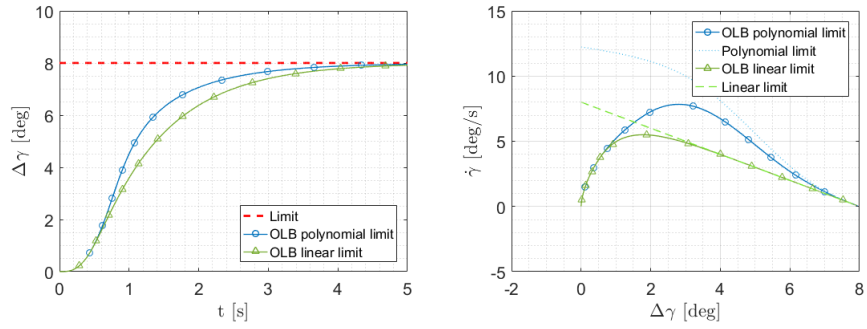 10
8
6
4
2
0
Δγ [deg]
Limit
OLB polynomial limit
OLB linear limit
0 1 2 3 4 5
t [s]
15
10
5
0
-5
γ̇ [deg/s]
OLB polynomial limit
Polynomial limit
OLB linear limit
Linear limit
-2 0 2 4 6 8
Δγ [deg]